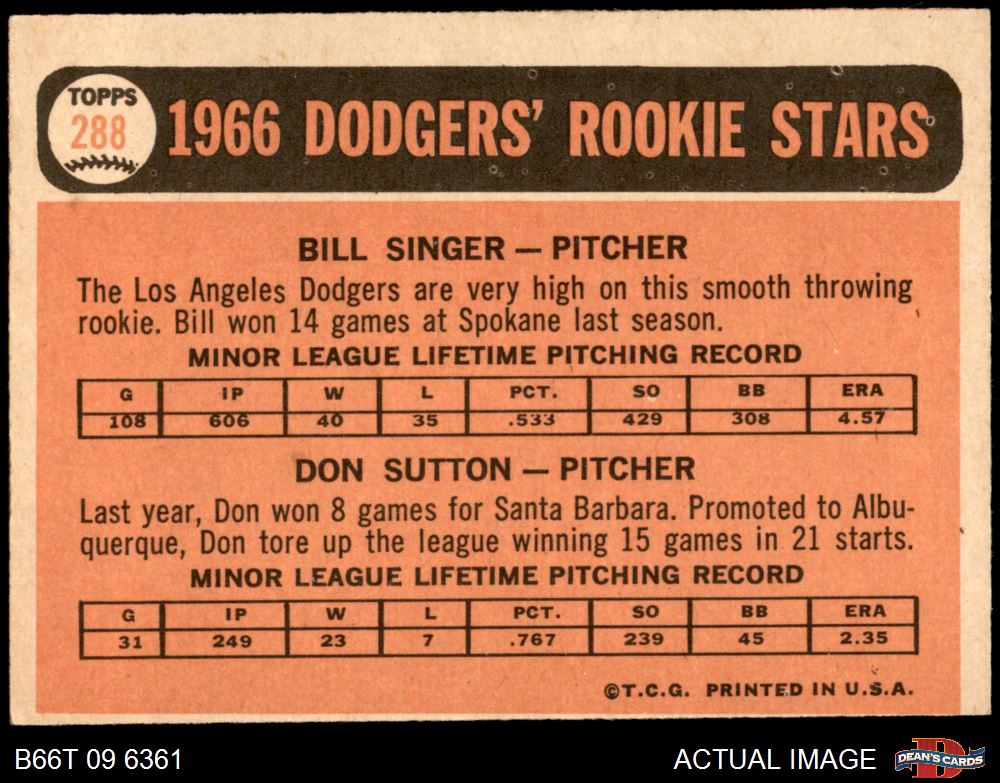 TOPPS
288
1966 DODGERS' ROOKIE STARS
BILL SINGER — PITCHER
The Los Angeles Dodgers are very high on this smooth throwing
rookie. Bill won 14 games at Spokane last season.
MINOR LEAGUE LIFETIME PITCHING RECORD
G IP W L PCT. SO BB ERA
108 606 40 35 .533 429 308 4.57
DON SUTTON — PITCHER
Last year, Don won 8 games for Santa Barbara. Promoted to Albu-
querque, Don tore up the league winning 15 games in 21 starts.
MINOR LEAGUE LIFETIME PITCHING RECORD
G IP W L PCT. SO BB ERA
31 249 23 7 .767 239 45 2.35
©T.C.G. PRINTED IN U.S.A.
B66T 09 6361 ACTUAL IMAGE
D
DEAN'S CARDS